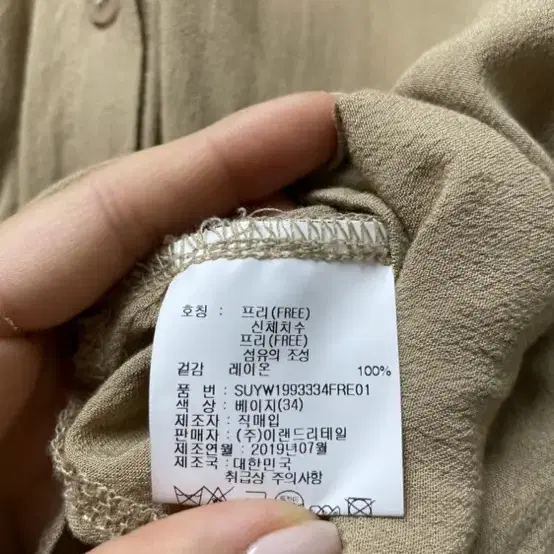 호칭 : 프리(FREE)
신체치수
프리(FREE)
섬유의 조성
겉감 레이온 100%
품 번 : SUYW1993334FRE01
색 상 : 베이지(34)
제조자 : 직매입
판매자 : (주)이랜드리테일
제조연월 : 2019년07월
제조국 : 대한민국
취급상 주의사항